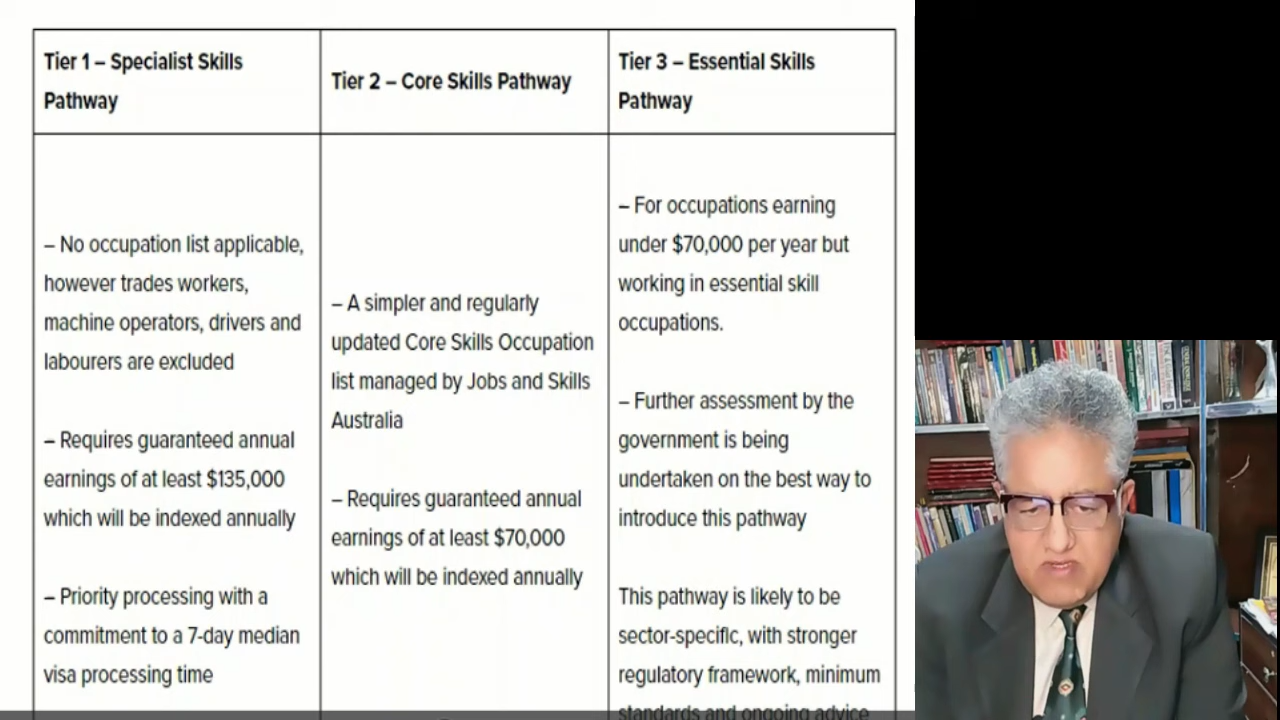 Tier 1 – Specialist Skills
Pathway
Tier 2 – Core Skills Pathway
Tier 3 – Essential Skills
Pathway
– No occupation list applicable,
however trades workers,
machine operators, drivers and
labourers are excluded
– Requires guaranteed annual
earnings of at least $135,000
which will be indexed annually
– Priority processing with a
commitment to a 7-day median
visa processing time
– A simpler and regularly
updated Core Skills Occupation
list managed by Jobs and Skills
Australia
– Requires guaranteed annual
earnings of at least $70,000
which will be indexed annually
– For occupations earning
under $70,000 per year but
working in essential skill
occupations.
– Further assessment by the
government is being
undertaken on the best way to
introduce this pathway
This pathway is likely to be
sector-specific, with stronger
regulatory framework, minimum
standards and ongoing advice